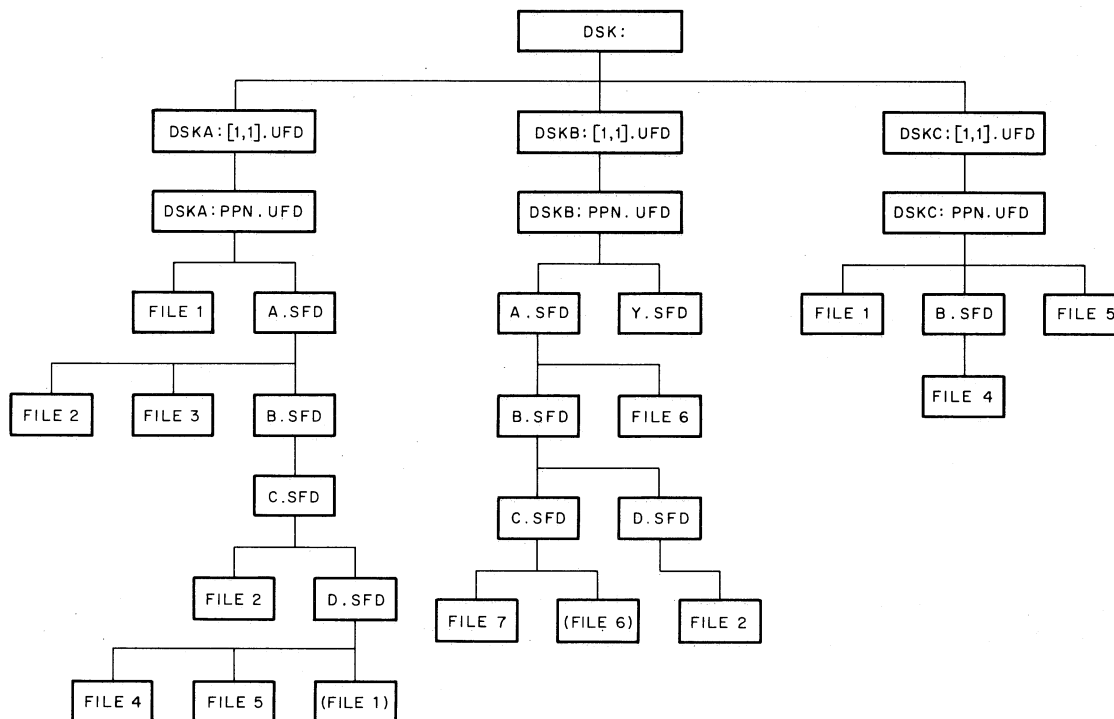 DSK:
DSKA:[1,1].UFD
DSKB:[1,1].UFD
DSKC:[1,1].UFD
DSKA:PPN.UFD
DSKB:PPN.UFD
DSKC:PPN.UFD
FILE 1
A.SFD
A.SFD
Y.SFD
FILE 1
B.SFD
FILE 5
FILE 2
FILE 3
B.SFD
B.SFD
FILE 6
FILE 4
C.SFD
C.SFD
D.SFD
FILE 2
D.SFD
FILE 7
(FILE 6)
FILE 2
FILE 4
FILE 5
(FILE 1)